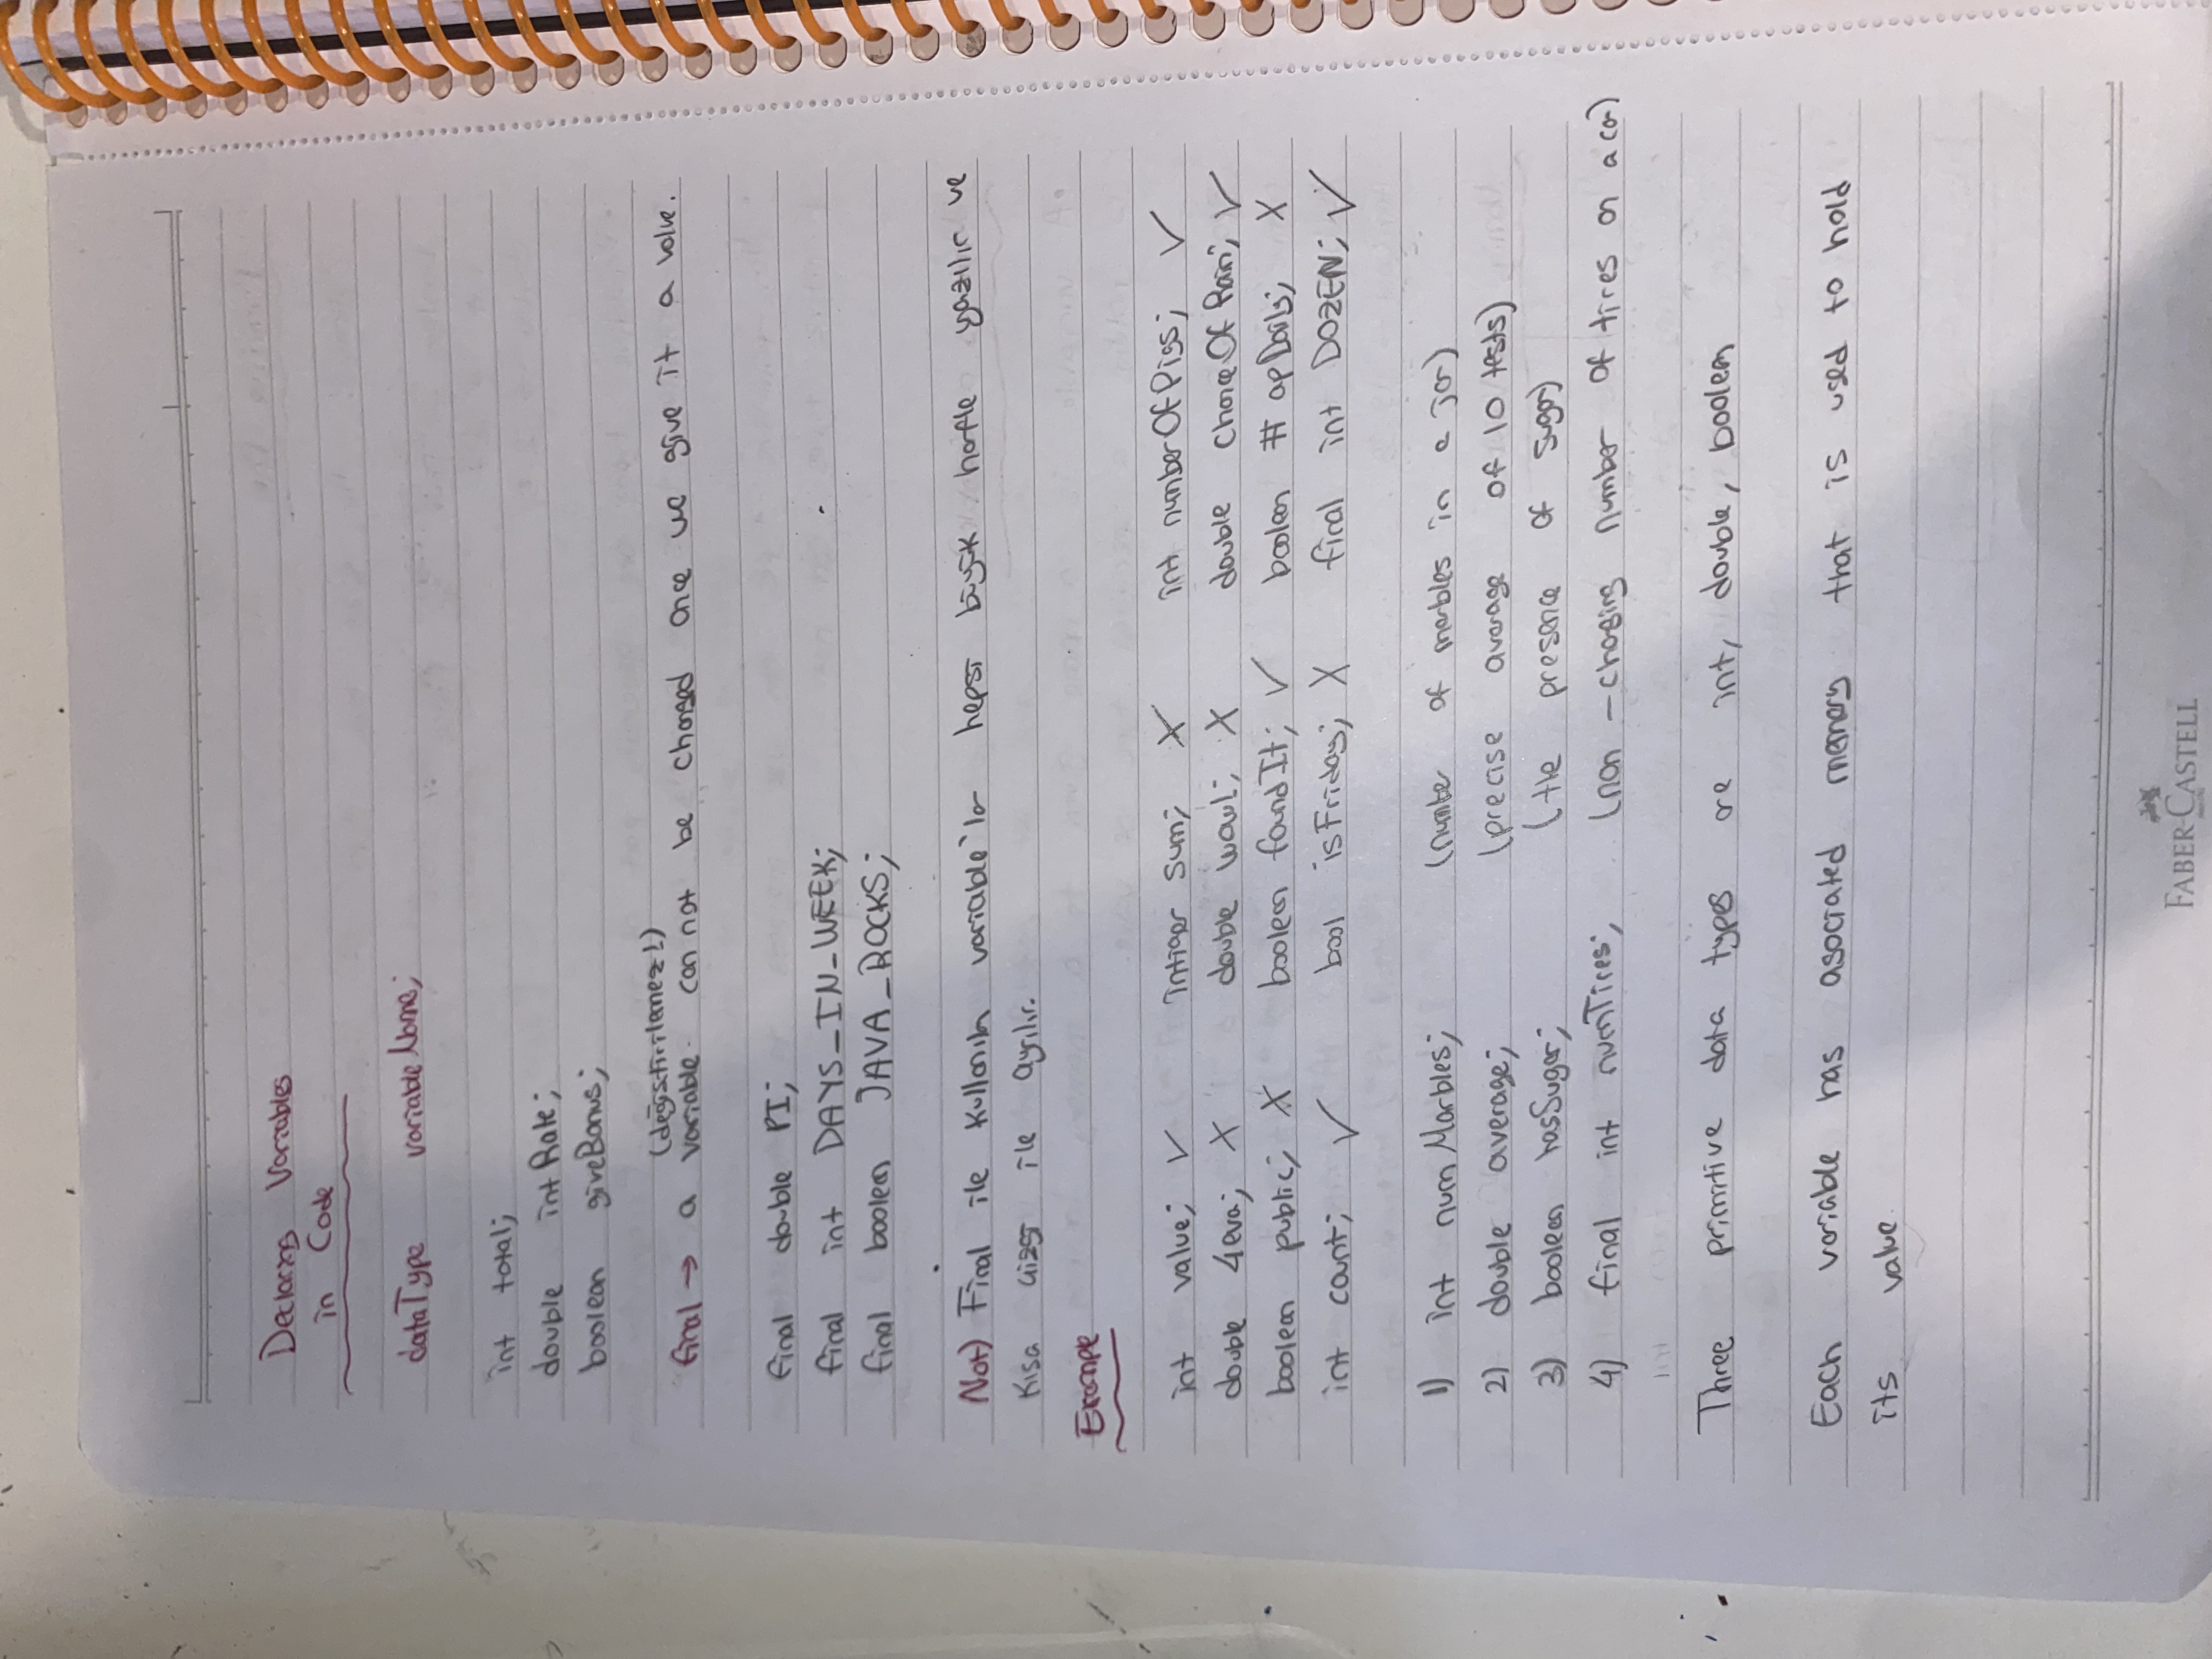 Declaring Variables
in Code
dataType variableName;
int total;
double intRate;
boolean giveBonus;
(değiştirilemez!)
final → a variable can not be changed once we give it a value.
final double PI;
final int DAYS_IN_WEEK;
final boolean JAVA_ROCKS;
Not) Final ile kullanılan variable'lar hepsi büyük harfle yazılır ve
kısa çizgi ile ayrılır.
Example
int value; ✓ intiger sum; X int numberOfPigs; ✓
double 4eva; X double wow!; X double chanceOfRain; ✓
boolean public; X boolean foundIt; ✓ boolean #apDaily; X
int count; ✓ bool isFriday; X final int DOZEN; ✓
1) int numMarbles; (number of marbles in a jar)
2) double average; (precise average of 10 tests)
3) boolean hasSugar; (the presence of sugar)
4) final int numTires; (non-changing number of tires on a car)
Three primitive data types are int, double, boolean
Each variable has asociated memory that is used to hold
its value.
FABER-CASTELL